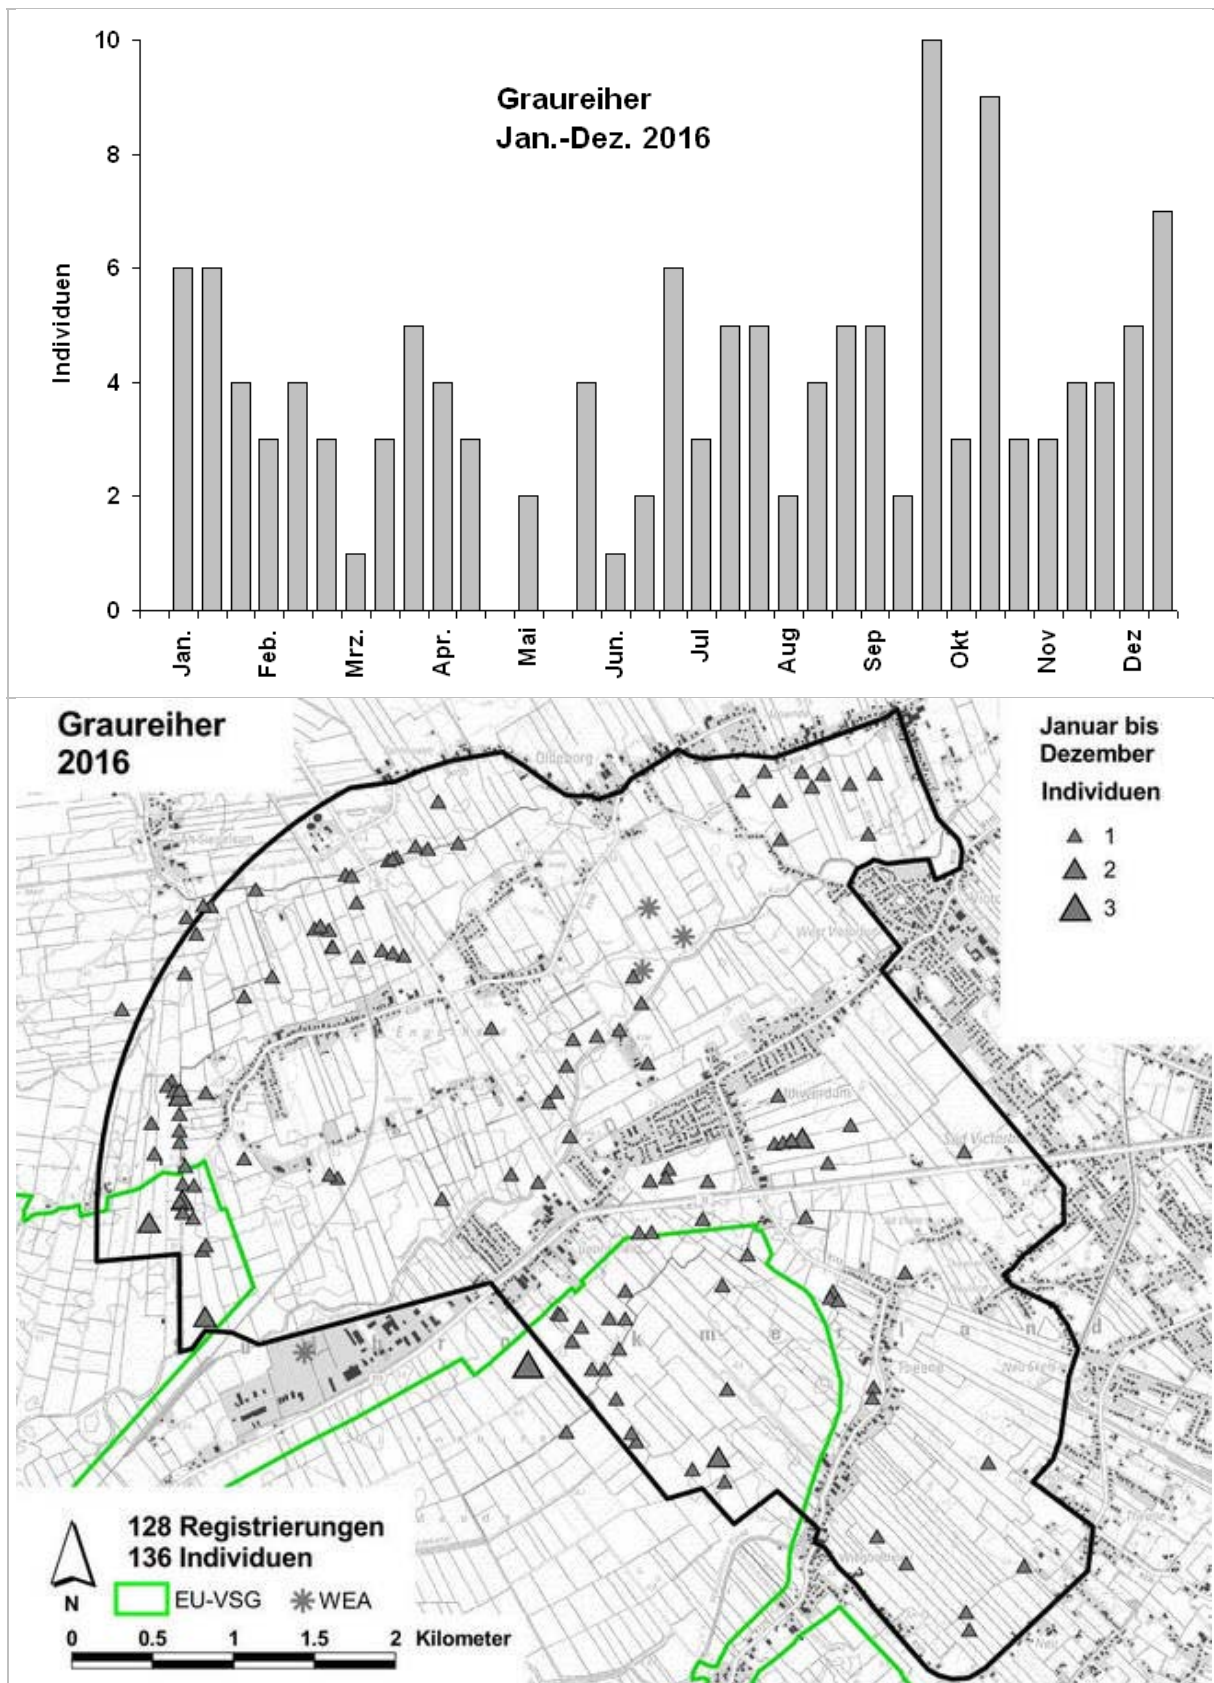 10
8
6
4
2
0
Individuen
Graureiher
Jan.-Dez. 2016
Jan.
Feb.
Mrz.
Apr.
Mai
Jun.
Jul
Aug
Sep
Okt
Nov
Dez
Graureiher
2016
Januar bis
Dezember
Individuen
1
2
3
Oldeborg
128 Registrierungen
136 Individuen
N
EU-VSG
WEA
0 0.5 1 1.5 2 Kilometer